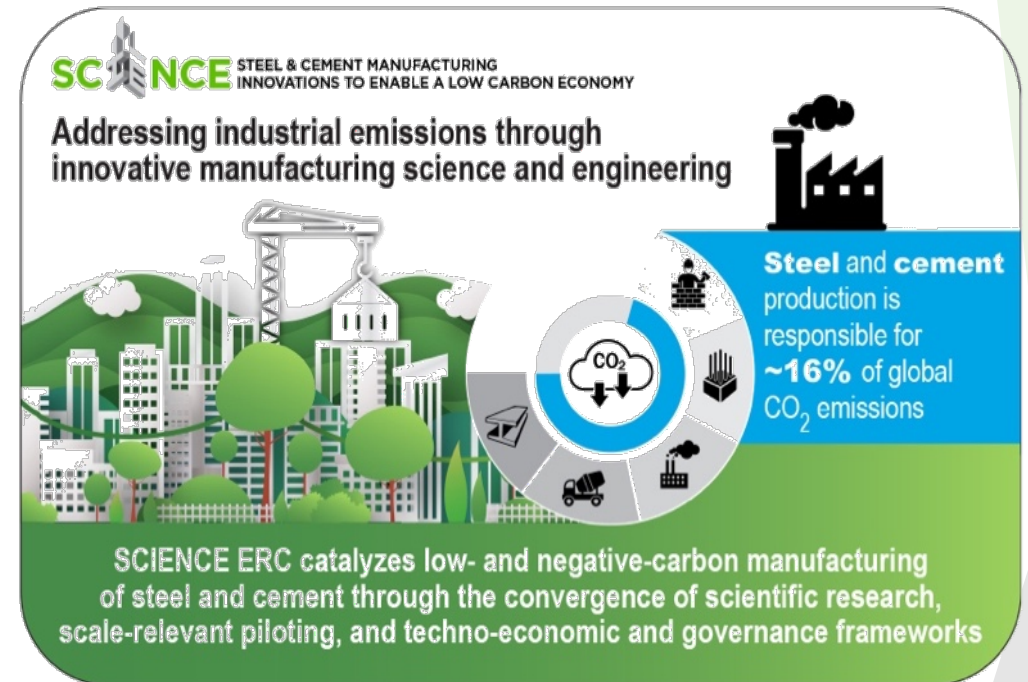 SCIENCE STEEL & CEMENT MANUFACTURING
INNOVATIONS TO ENABLE A LOW CARBON ECONOMY
Addressing industrial emissions through
innovative manufacturing science and engineering
Steel and cement
production is
responsible for
~16% of global
CO₂ emissions
CO₂
SCIENCE ERC catalyzes low- and negative-carbon manufacturing
of steel and cement through the convergence of scientific research,
scale-relevant piloting, and techno-economic and governance frameworks